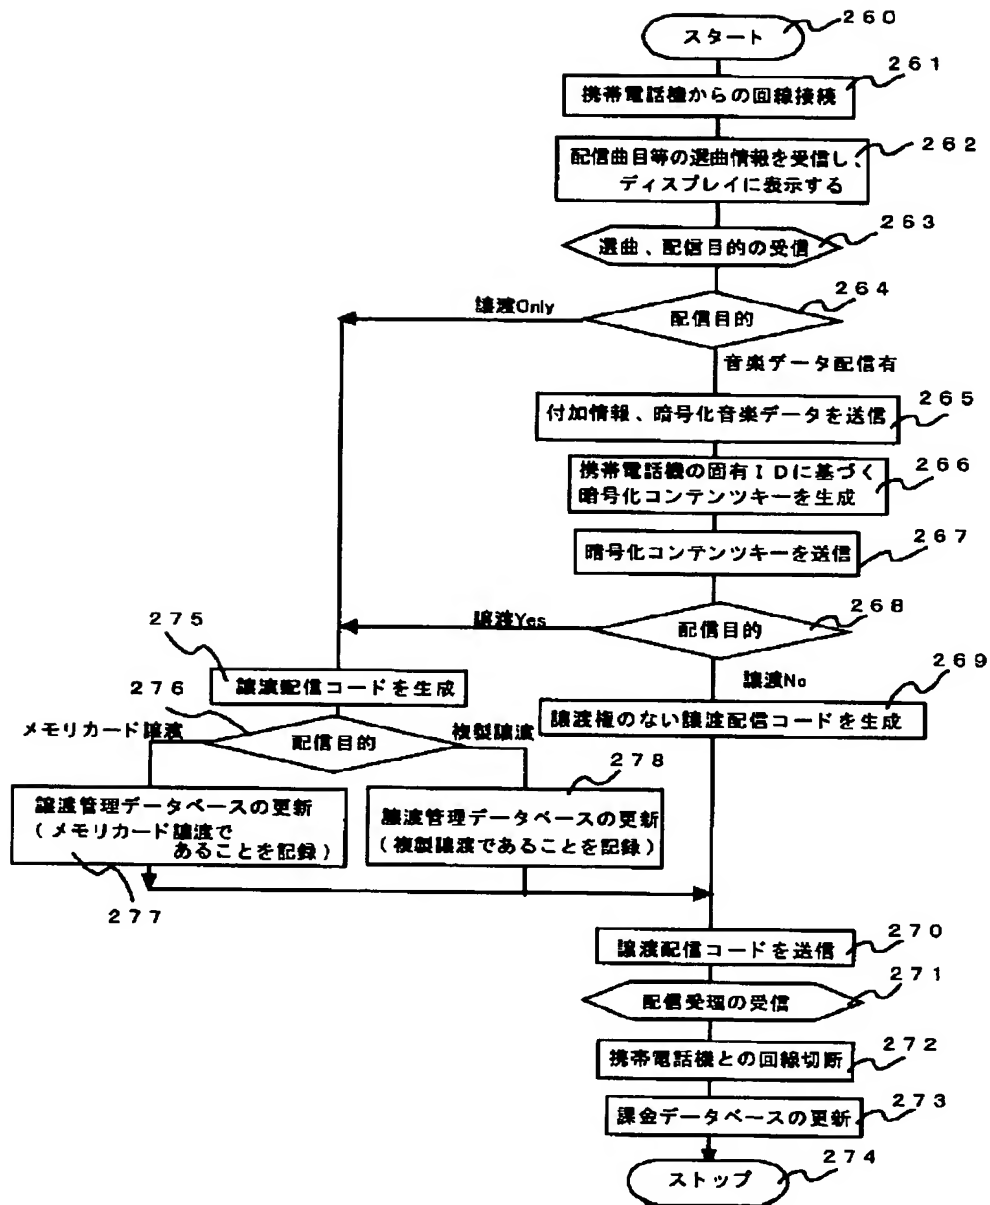 260
スタート
261
携帯電話機からの回線接続
262
配信曲目等の選曲情報を受信し、
ディスプレイに表示する
263
選曲、配信目的の受信
264
譲渡Only
配信目的
音楽データ配信有
265
付加情報、暗号化音楽データを送信
266
携帯電話機の固有IDに基づく
暗号化コンテンツキーを生成
267
暗号化コンテンツキーを送信
268
譲渡Yes
配信目的
275
譲渡配信コードを生成
譲渡No
269
譲渡権のない譲渡配信コードを生成
276
メモリカード譲渡
配信目的
複製譲渡
278
譲渡管理データベースの更新
(メモリカード譲渡で
あることを記録)
277
譲渡管理データベースの更新
(複製譲渡であることを記録)
270
譲渡配信コードを送信
271
配信受理の受信
272
携帯電話機との回線切断
273
課金データベースの更新
274
ストップ